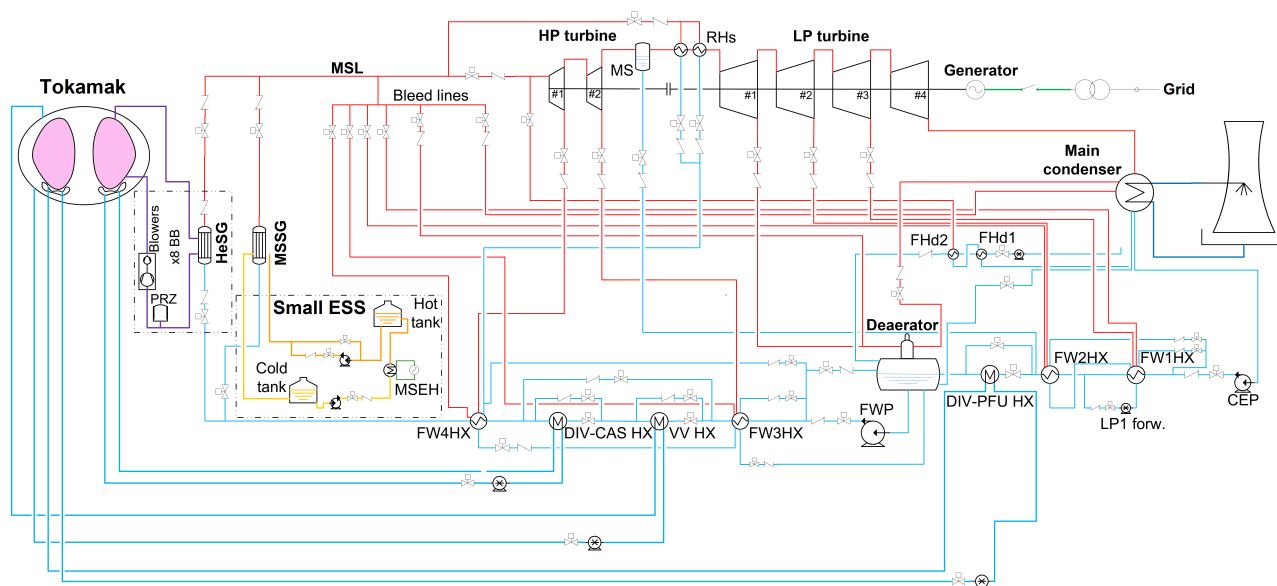 HP turbine
RHs
LP turbine
MS
MSL
Generator
Tokamak
Bleed lines
#1
#2
#1
#2
#3
#4
Grid
Main
condenser
Blowers
x8 BB
HeSG
MSSG
PRZ
FHd2
FHd1
Small ESS
Hot
tank
Cold
tank
MSEH
Deaerator
FW2HX
FW1HX
DIV-PFU HX
CEP
FWP
LP1 forw.
FW4HX
DIV-CAS HX
VV HX
FW3HX